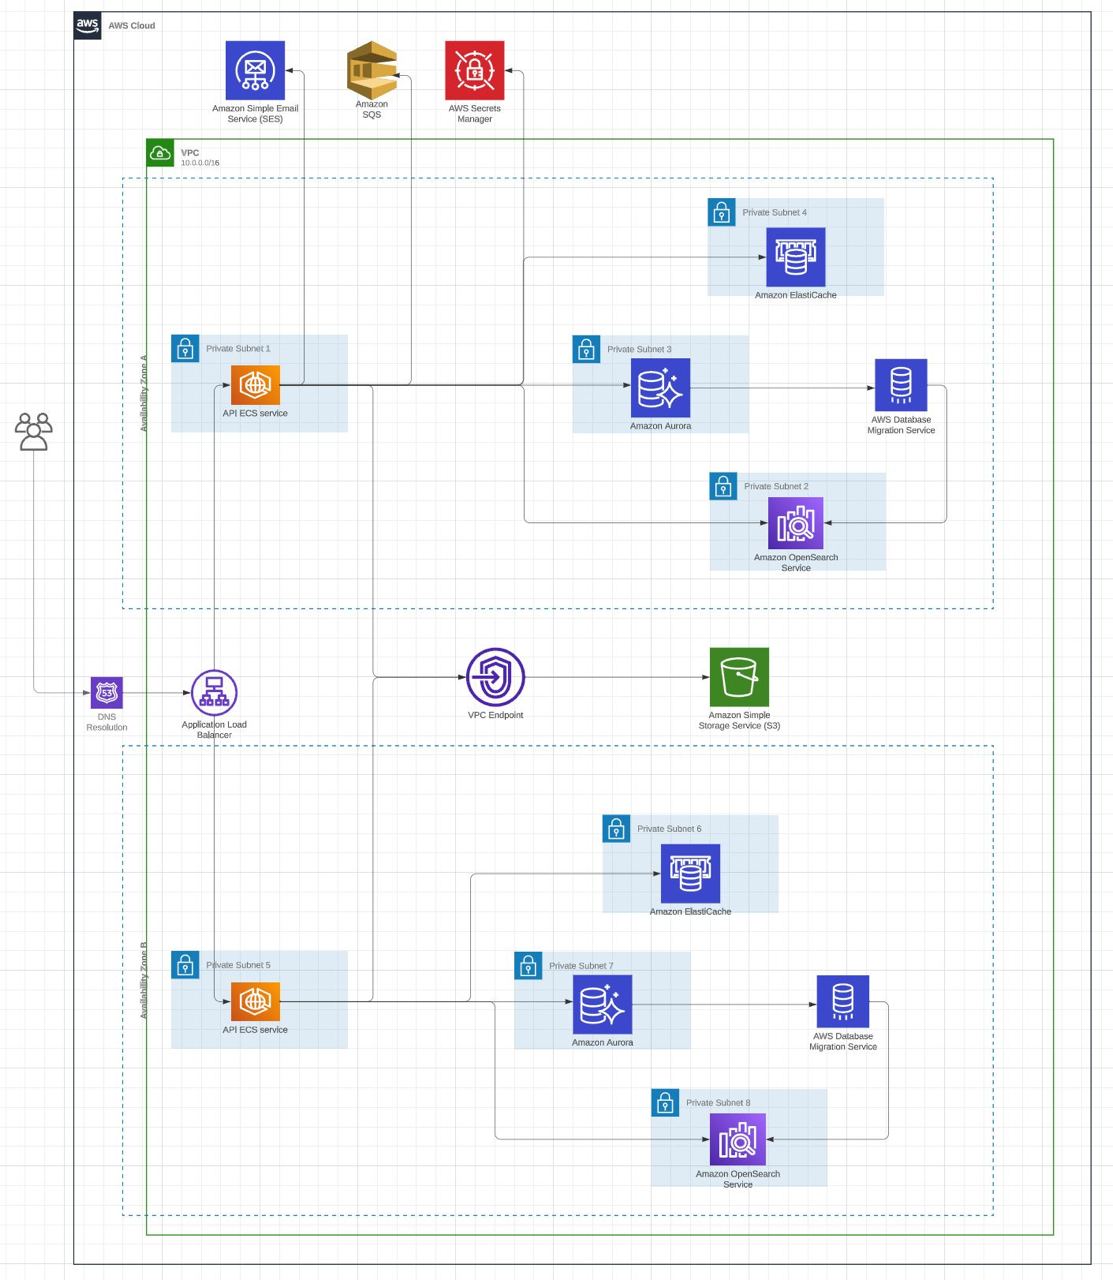 aws
AWS Cloud
Amazon Simple Email
Service (SES)
Amazon
SQS
AWS Secrets
Manager
VPC
10.0.0.0/16
Private Subnet 4
Amazon ElastiCache
Availability Zone A
Private Subnet 1
API ECS service
Private Subnet 3
Amazon Aurora
AWS Database
Migration Service
Private Subnet 2
Amazon OpenSearch
Service
53
DNS
Resolution
Application Load
Balancer
VPC Endpoint
Amazon Simple
Storage Service (S3)
Private Subnet 6
Amazon ElastiCache
Availability Zone B
Private Subnet 5
API ECS service
Private Subnet 7
Amazon Aurora
AWS Database
Migration Service
Private Subnet 8
Amazon OpenSearch
Service